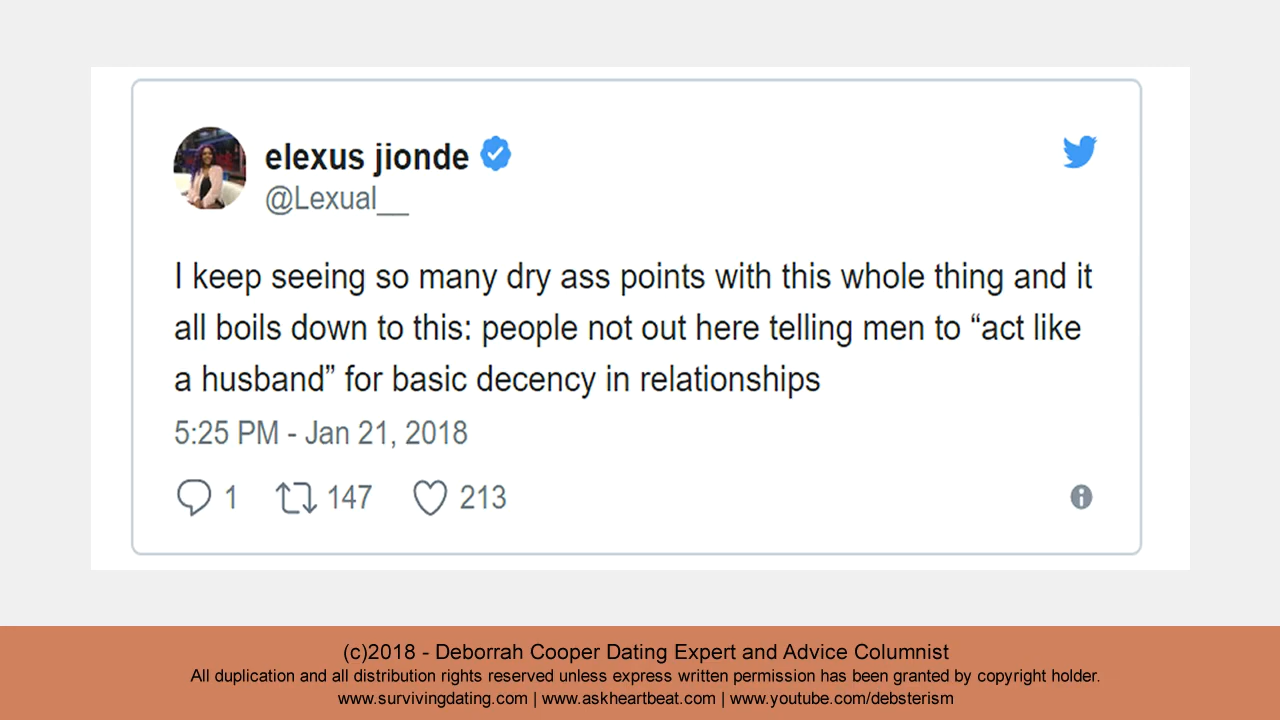 elexus jionde
@Lexual__
I keep seeing so many dry ass points with this whole thing and it
all boils down to this: people not out here telling men to “act like
a husband” for basic decency in relationships
5:25 PM - Jan 21, 2018
1 147 213
(c)2018 - Deborrah Cooper Dating Expert and Advice Columnist
All duplication and all distribution rights reserved unless express written permission has been granted by copyright holder.
www.survivingdating.com | www.askheartbeat.com | www.youtube.com/debsterism